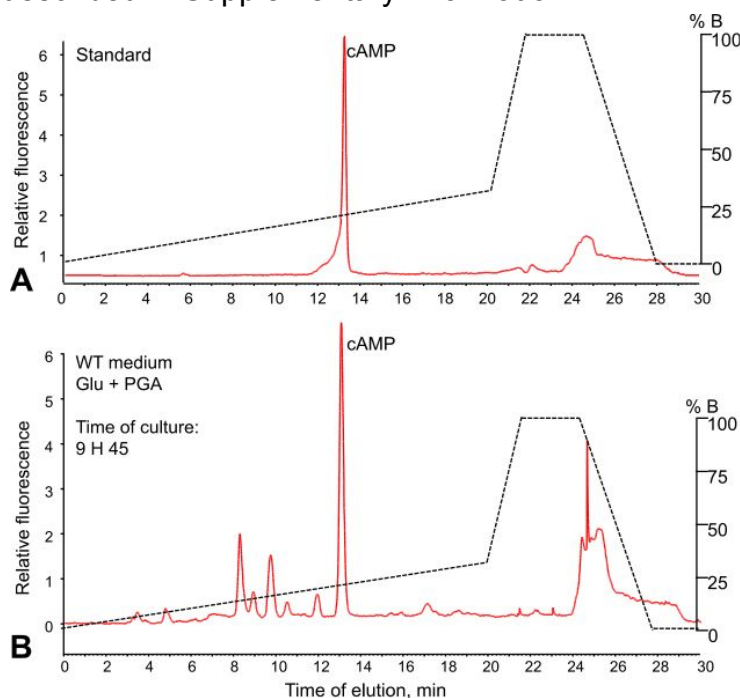 % B
Standard
cAMP
Relative fluorescence
6
5
4
3
2
1
100
75
50
25
0
A
0 2 4 6 8 10 12 14 16 18 20 22 24 26 28 30
WT medium
Glu + PGA
Time of culture:
9 H 45
cAMP
% B
Relative fluorescence
6
5
4
3
2
1
0
100
75
50
25
0
B
0 2 4 6 8 10 12 14 16 18 20 22 24 26 28 30
Time of elution, min